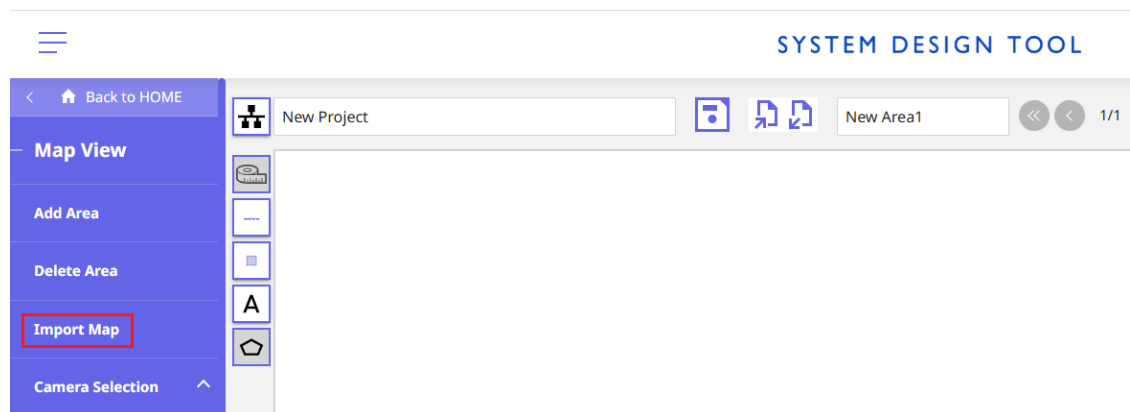 SYSTEM DESIGN TOOL
Back to HOME
New Project
New Area1
1/1
Map View
Add Area
Delete Area
A
Import Map
Camera Selection